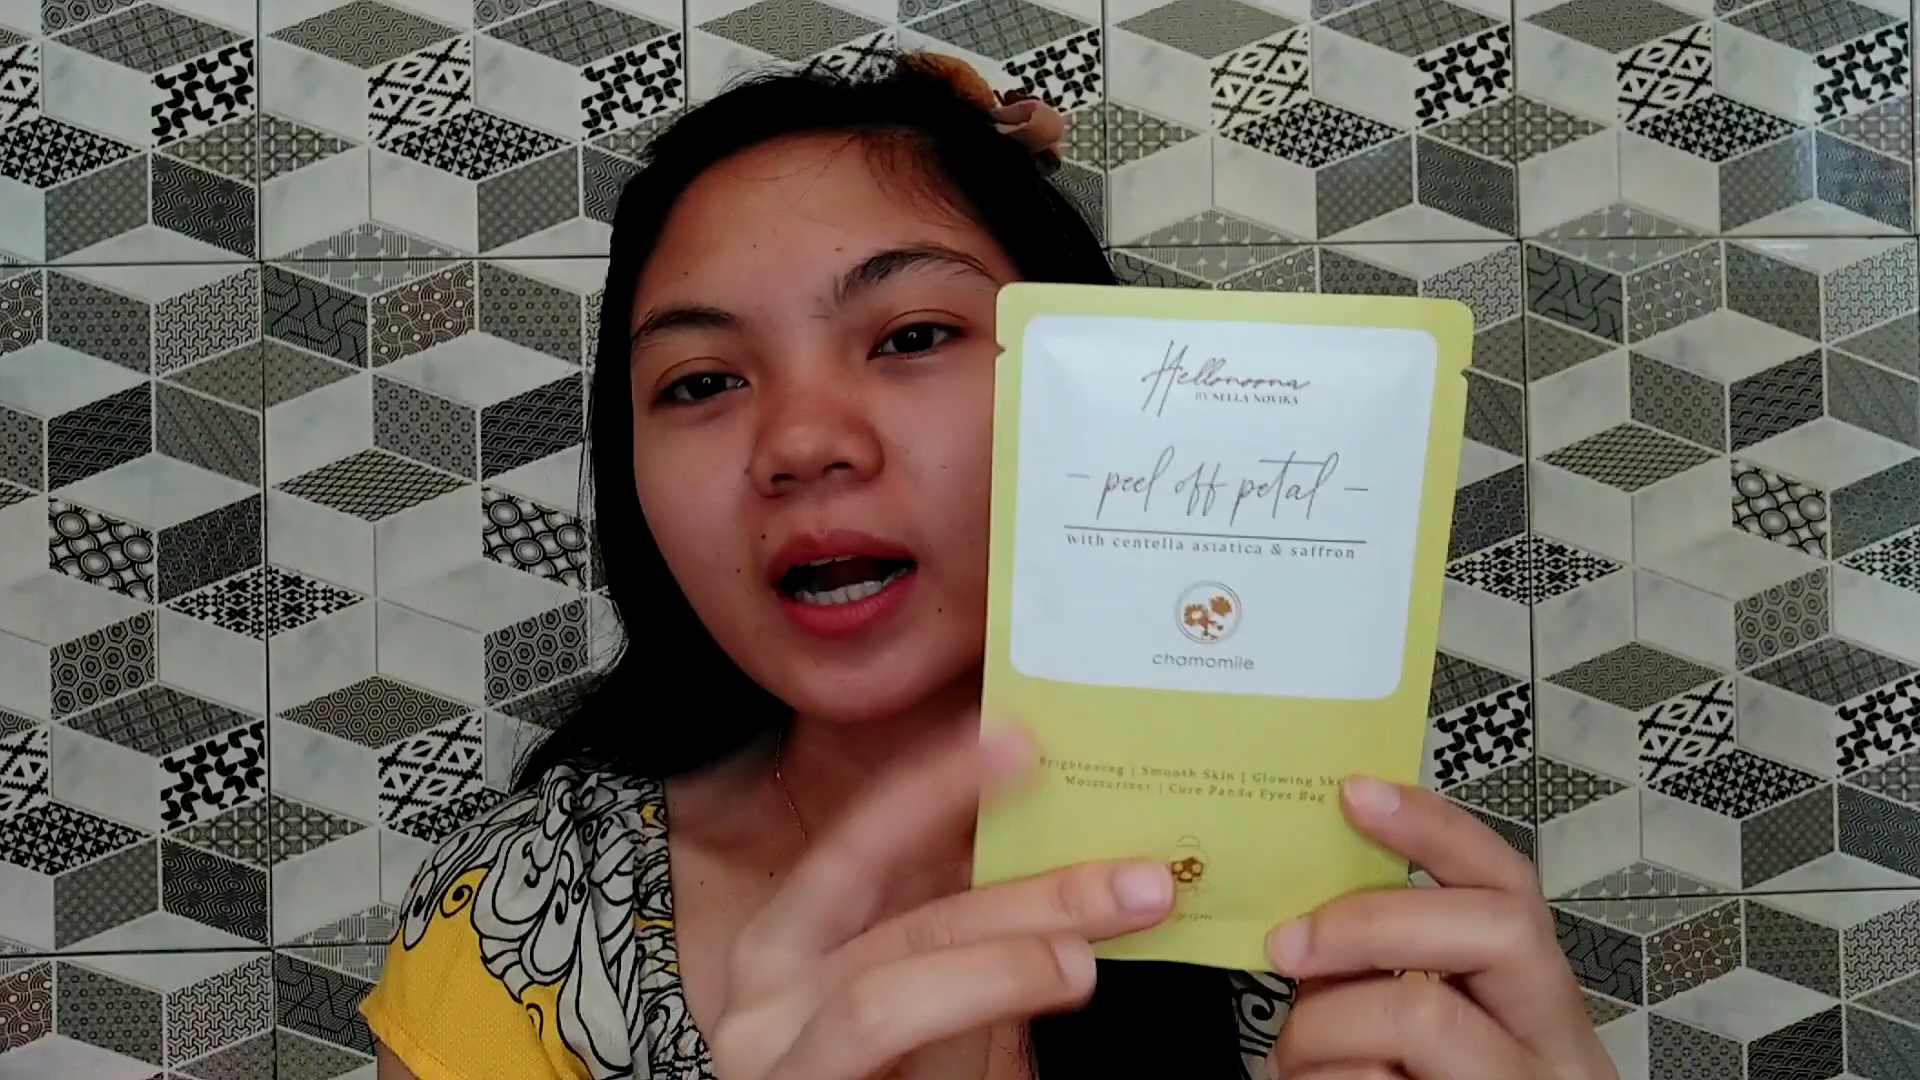 Hellonoona
BY SELLA NOVIKA
- peel off petal -
with centella asiatica & saffron
chamomile
Brightening | Smooth Skin | Glowing
Moisturizer | Cure Panda Eyes Bag